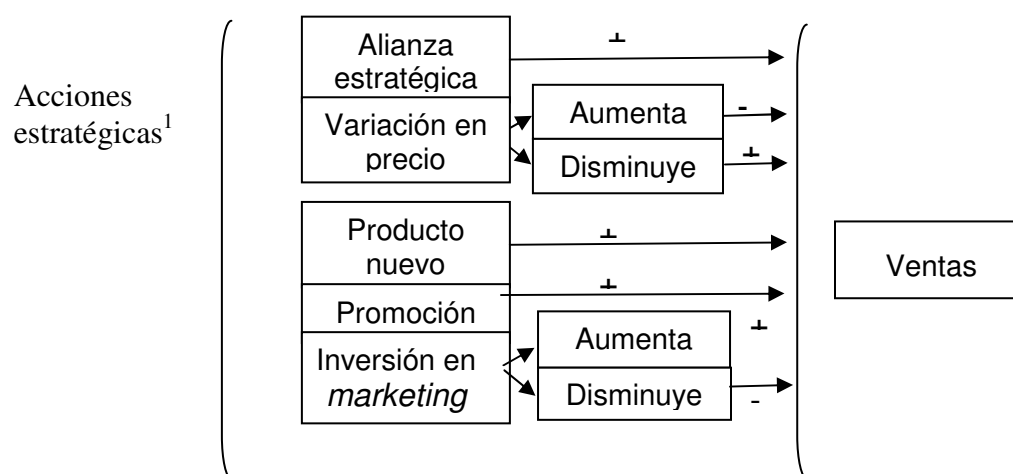 Alianza
estratégica
+
Acciones
estratégicas1
Variación en
precio
Aumenta
-
Disminuye
+
Producto
nuevo
+
Ventas
Promoción
+
Inversión en
marketing
Aumenta
+
Disminuye
-